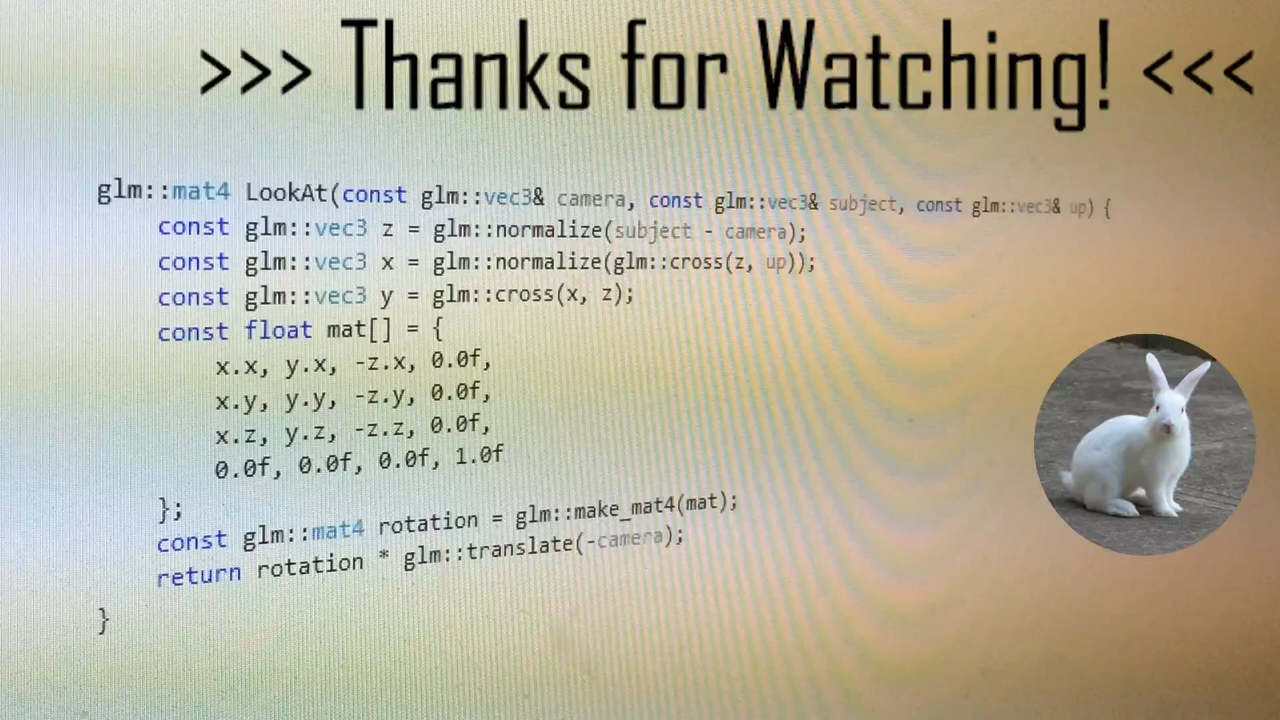 >>> Thanks for Watching! <<<
glm::mat4 LookAt(const glm::vec3& camera, const glm::vec3& subject, const glm::vec3& up) {
const glm::vec3 z = glm::normalize(subject - camera);
const glm::vec3 x = glm::normalize(glm::cross(z, up));
const glm::vec3 y = glm::cross(x, z);
const float mat[] = {
x.x, y.x, -z.x, 0.0f,
x.y, y.y, -z.y, 0.0f,
x.z, y.z, -z.z, 0.0f,
0.0f, 0.0f, 0.0f, 1.0f
};
const glm::mat4 rotation = glm::make_mat4(mat);
return rotation * glm::translate(-camera);
}